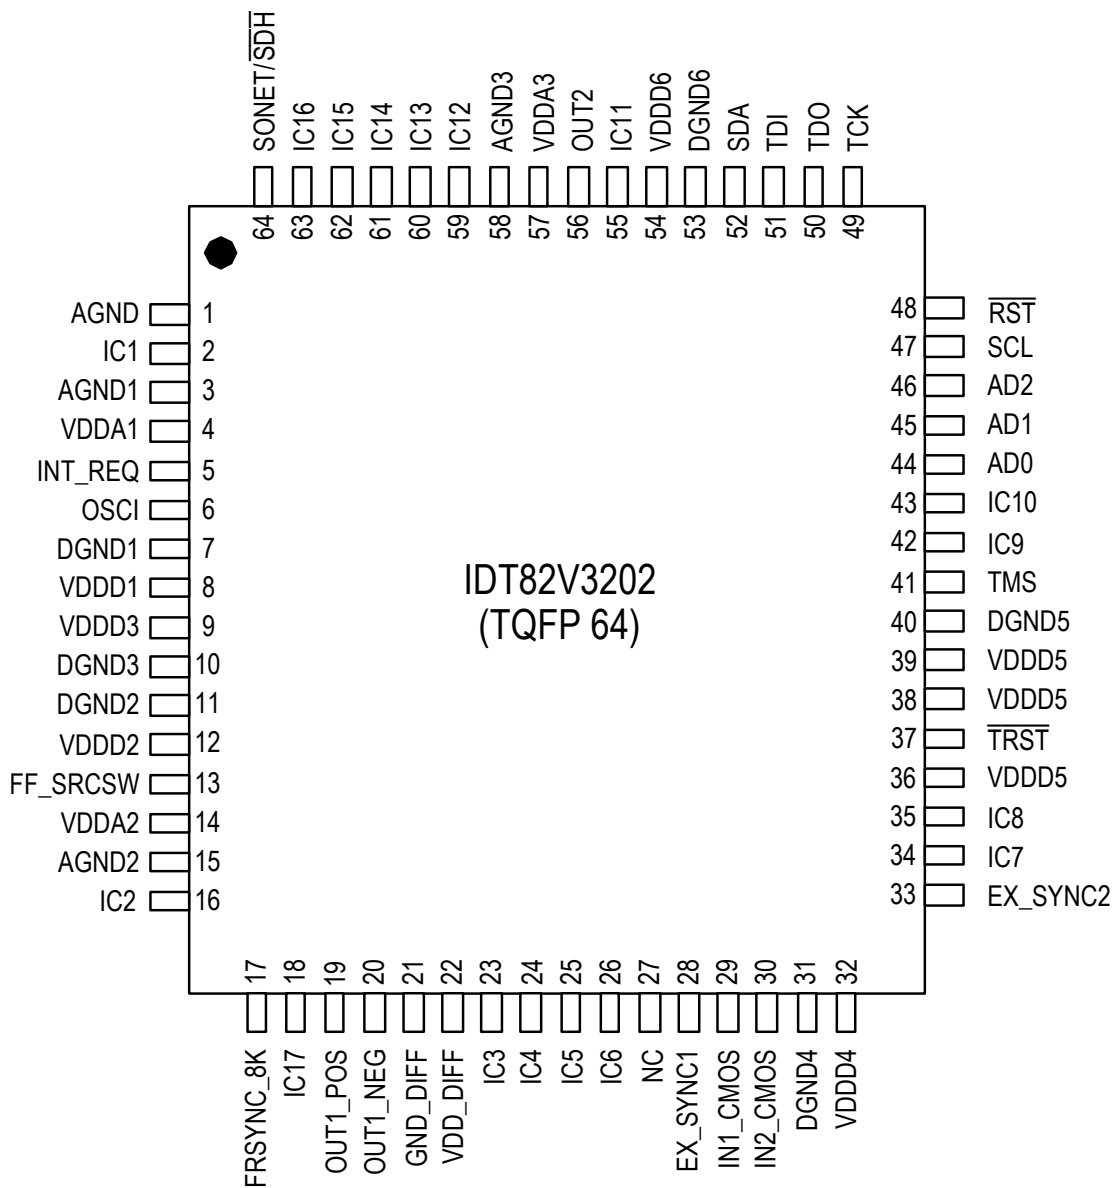 SONET/SDH
IC16
IC15
IC14
IC13
IC12
AGND3
VDDA3
OUT2
IC11
VDDD6
DGND6
SDA
TDI
TDO
TCK
64
63
62
61
60
59
58
57
56
55
54
53
52
51
50
49
AGND 1
IC1 2
AGND1 3
VDDA1 4
INT_REQ 5
OSCI 6
DGND1 7
VDDD1 8
VDDD3 9
DGND3 10
DGND2 11
VDDD2 12
FF_SRCSW 13
VDDA2 14
AGND2 15
IC2 16
IDT82V3202
(TQFP 64)
48 RST
47 SCL
46 AD2
45 AD1
44 AD0
43 IC10
42 IC9
41 TMS
40 DGND5
39 VDDD5
38 VDDD5
37 TRST
36 VDDD5
35 IC8
34 IC7
33 EX_SYNC2
17
18
19
20
21
22
23
24
25
26
27
28
29
30
31
32
FRSYNC_8K
IC17
OUT1_POS
OUT1_NEG
GND_DIFF
VDD_DIFF
IC3
IC4
IC5
IC6
NC
EX_SYNC1
IN1_CMOS
IN2_CMOS
DGND4
VDDD4